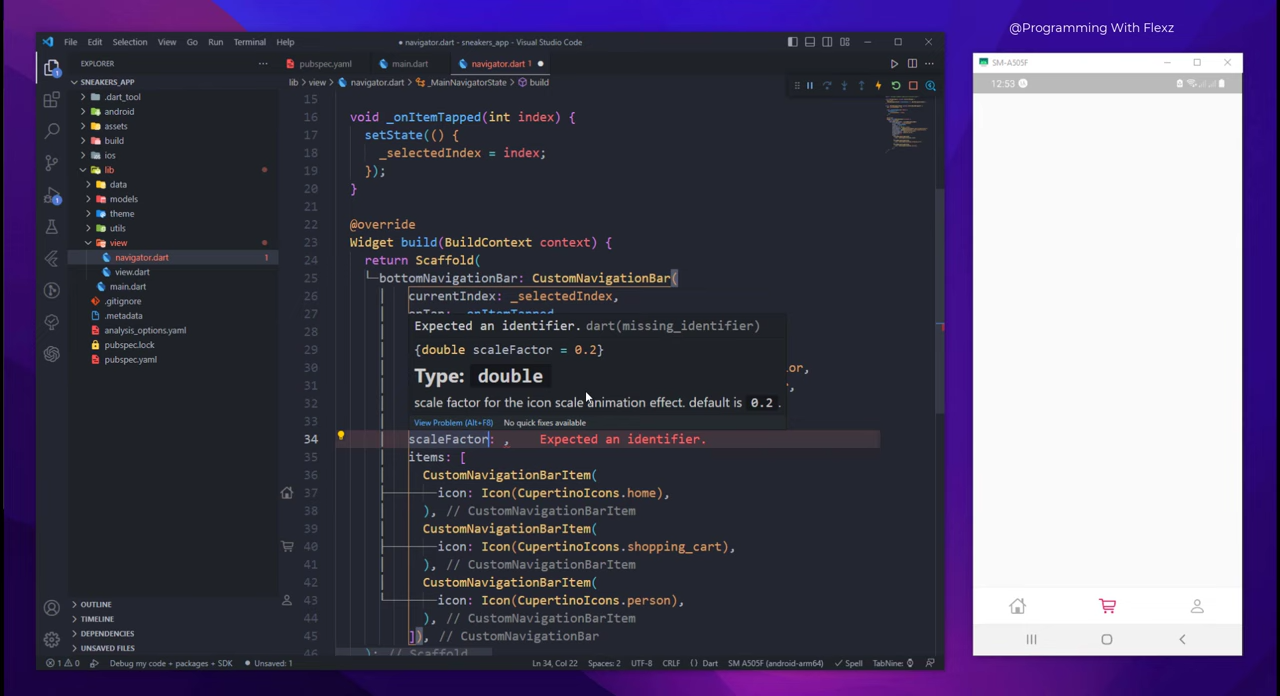 @Programming With Flexz
File Edit Selection View Go Run Terminal Help
● navigator.dart - sneakers_app - Visual Studio Code
SM-A505F
EXPLORER
pubspec.yaml
main.dart
navigator.dart 1 ●
SNEAKERS_APP
lib > view > navigator.dart > _MainNavigatorState > build
12:53
.dart_tool
android
assets
build
ios
lib
data
models
theme
utils
view
navigator.dart 1
view.dart
main.dart
.gitignore
.metadata
analysis_options.yaml
pubspec.lock
pubspec.yaml
15
16 void _onItemTapped(int index) {
17 setState(() {
18 _selectedIndex = index;
19 });
20 }
21
22 @override
23 Widget build(BuildContext context) {
24 return Scaffold(
25 bottomNavigationBar: CustomNavigationBar(
26 currentIndex: _selectedIndex,
27 onTap: _onItemTapped
28
Expected an identifier. dart(missing_identifier)
29 {double scaleFactor = 0.2}
30
Type: double
31
scale factor for the icon scale animation effect. default is 0.2.
33
View Problem (Alt+F8) No quick fixes available
34 scaleFactor: , Expected an identifier.
35 items: [
36 CustomNavigationBarItem(
37 icon: Icon(CupertinoIcons.home),
38 ), // CustomNavigationBarItem
39 CustomNavigationBarItem(
40 icon: Icon(CupertinoIcons.shopping_cart),
41 ), // CustomNavigationBarItem
42 CustomNavigationBarItem(
43 icon: Icon(CupertinoIcons.person),
44 ), // CustomNavigationBarItem
45 ]), // CustomNavigationBar
46 ); // Scaffold
OUTLINE
TIMELINE
DEPENDENCIES
UNSAVED FILES
1 0 Debug my code + packages + SDK ● Unsaved: 1
Ln 34, Col 22 Spaces: 2 UTF-8 CRLF { } Dart SM A505F (android-arm64) Spell TabNine: